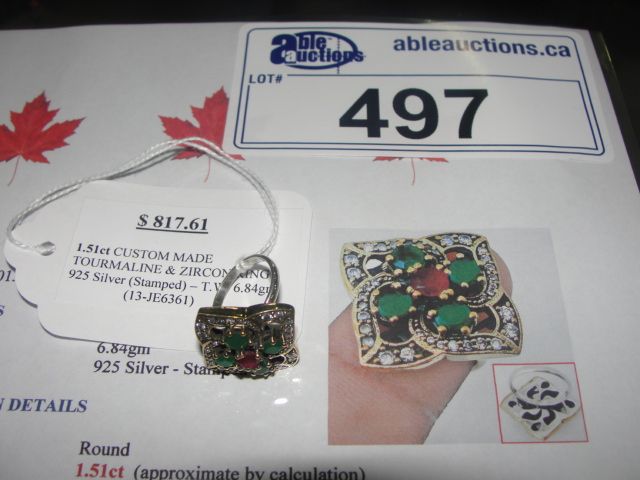 able auctions
ableauctions.ca
LOT#
497
$ 817.61
1.51ct CUSTOM MADE
TOURMALINE & ZIRCON RING
925 Silver (Stamped) – T.W. 6.84gm
(13-JE6361)
6.84gm
925 Silver - Stamp
DETAILS
Round
1.51ct (approximate by calculation)